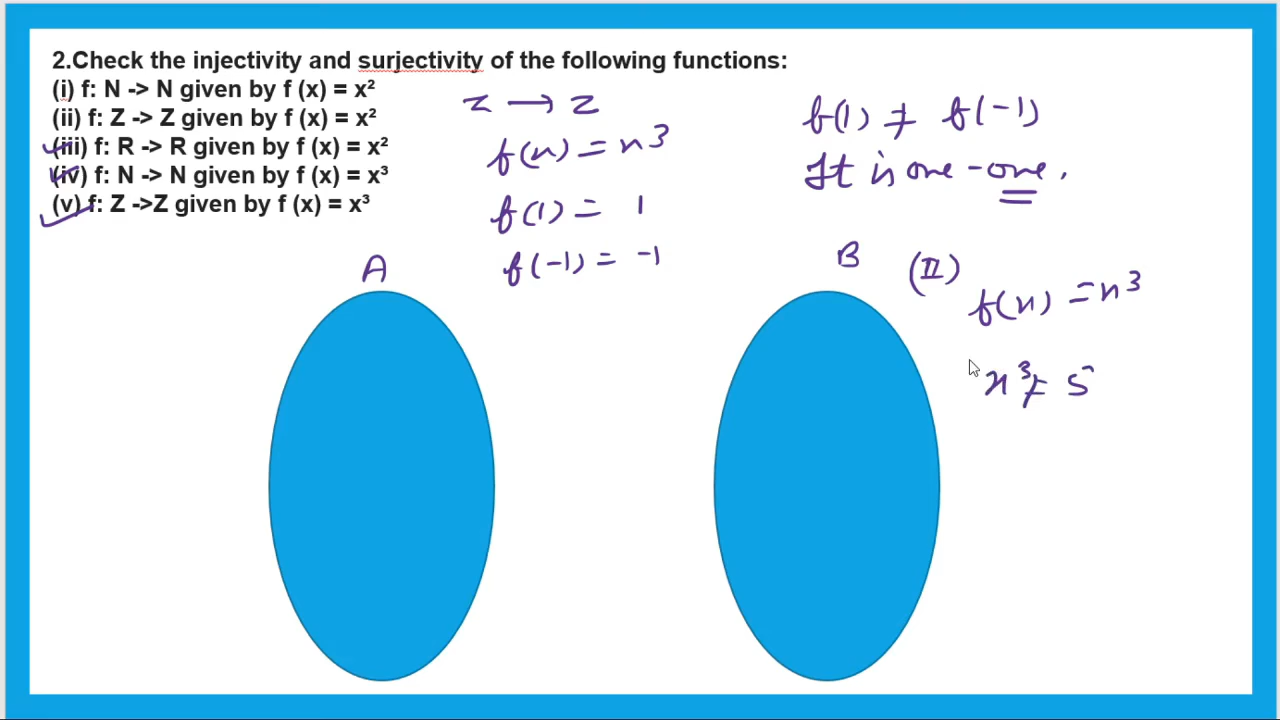 2.Check the injectivity and surjectivity of the following functions:
(i) f: N -> N given by f (x) = x²
(ii) f: Z -> Z given by f (x) = x²
(iii) f: R -> R given by f (x) = x²
(iv) f: N -> N given by f (x) = x³
(v) f: Z ->Z given by f (x) = x³
Z → Z
f(x) = x³
f(1) = 1
f(-1) = -1
f(1) ≠ f(-1)
It is one-one.
A
B
(II)
f(x) = x³
x³ ≠ 5